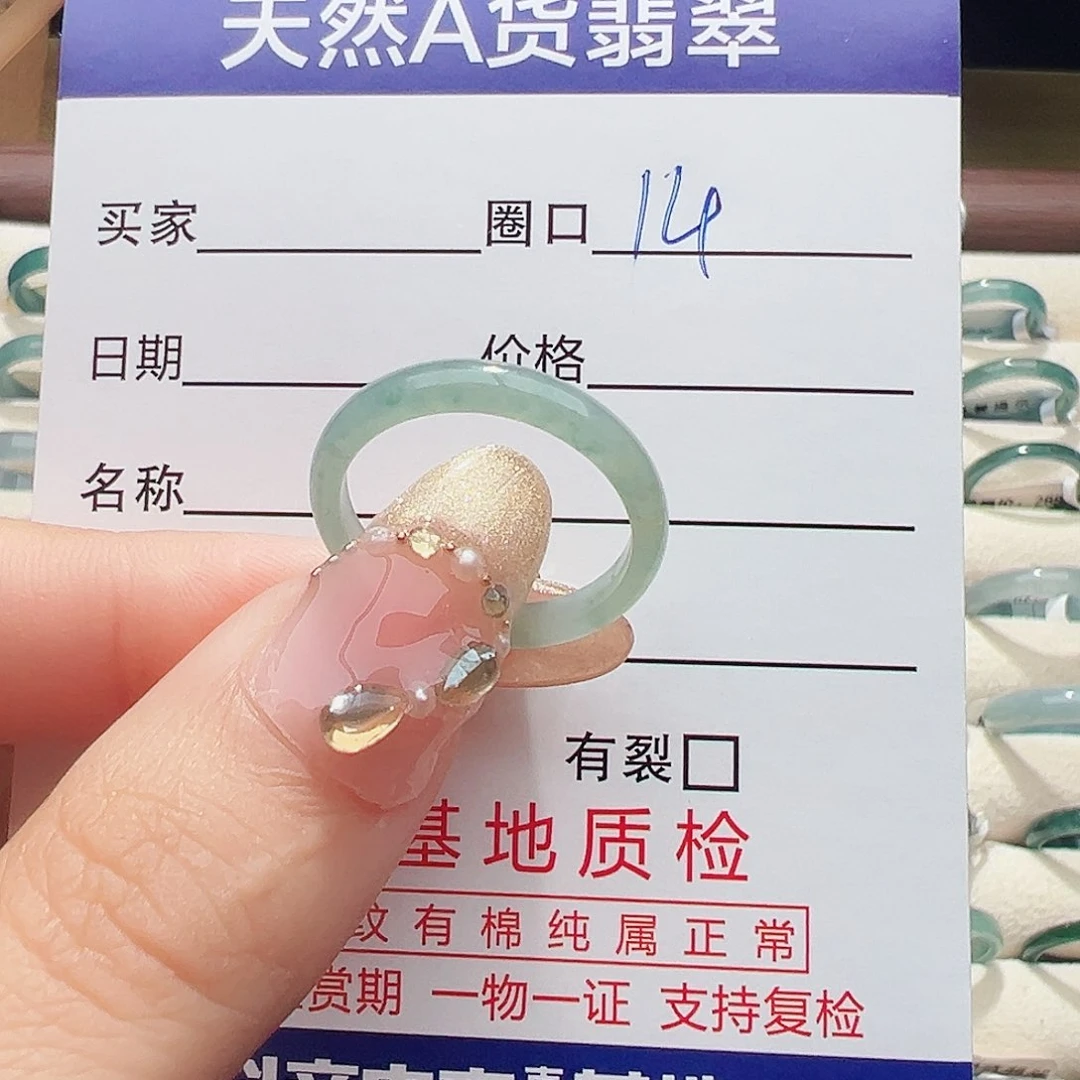 天然A货翡翠
买家 圈口 14
日期 价格
名称
有裂□
基地质检
纹有棉纯属正常
赏期 一物一证 支持复检